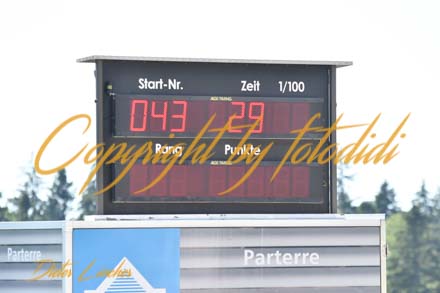 Start-Nr. Zeit 1/100
043 29
Copyright by fotodidi
Rang Punkte
Parterre Parterre